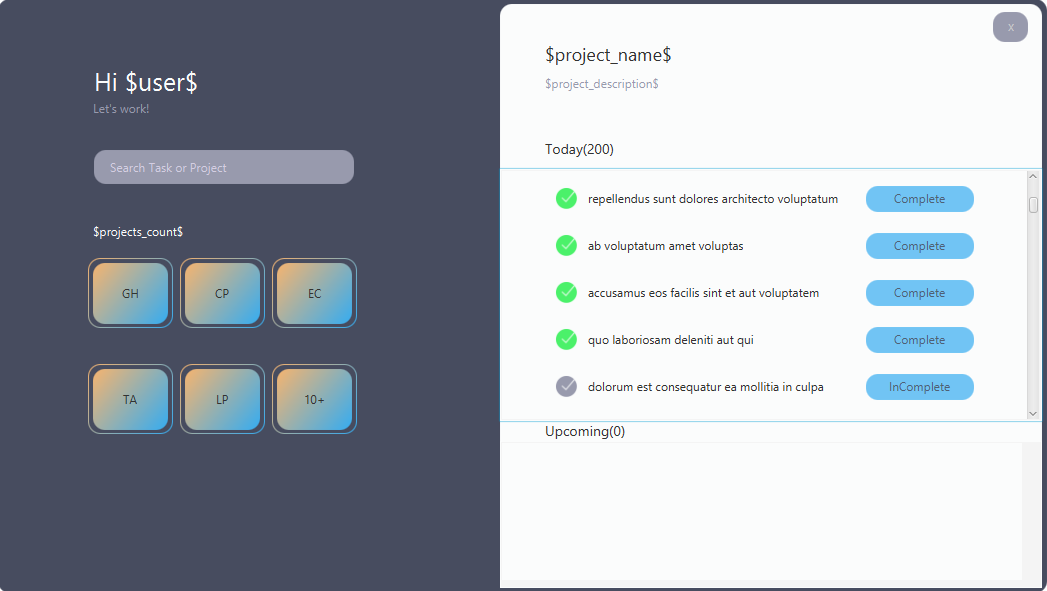 Hi $user$
Let's work!
Search Task or Project
$projects_count$
GH
CP
EC
TA
LP
10+
x
$project_name$
$project_description$
Today(200)
repellendus sunt dolores architecto voluptatum
Complete
ab voluptatum amet voluptas
Complete
accusamus eos facilis sint et aut voluptatem
Complete
quo laboriosam deleniti aut qui
Complete
dolorum est consequatur ea mollitia in culpa
InComplete
Upcoming(0)